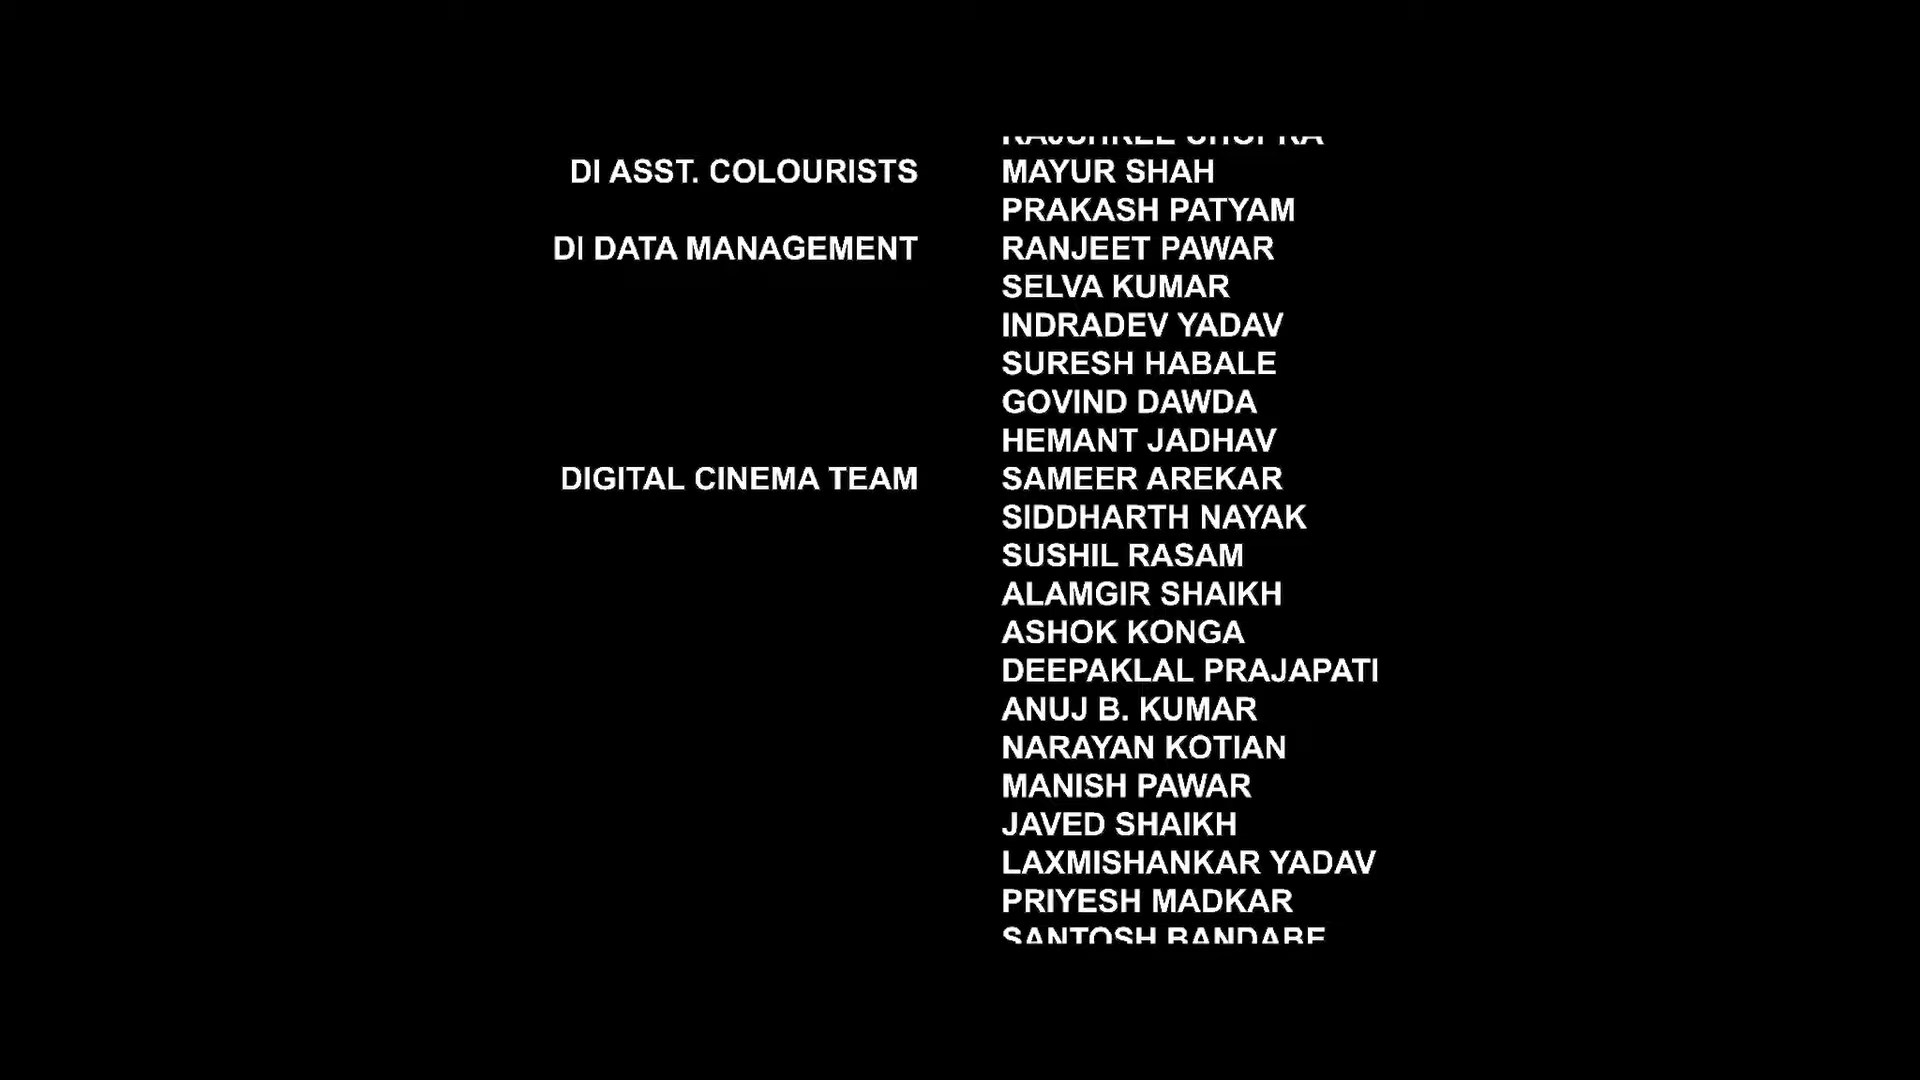 DI ASST. COLOURISTS MAYUR SHAH
PRAKASH PATYAM
DI DATA MANAGEMENT RANJEET PAWAR
SELVA KUMAR
INDRADEV YADAV
SURESH HABALE
GOVIND DAWDA
HEMANT JADHAV
DIGITAL CINEMA TEAM SAMEER AREKAR
SIDDHARTH NAYAK
SUSHIL RASAM
ALAMGIR SHAIKH
ASHOK KONGA
DEEPAKLAL PRAJAPATI
ANUJ B. KUMAR
NARAYAN KOTIAN
MANISH PAWAR
JAVED SHAIKH
LAXMISHANKAR YADAV
PRIYESH MADKAR
SANTOSH